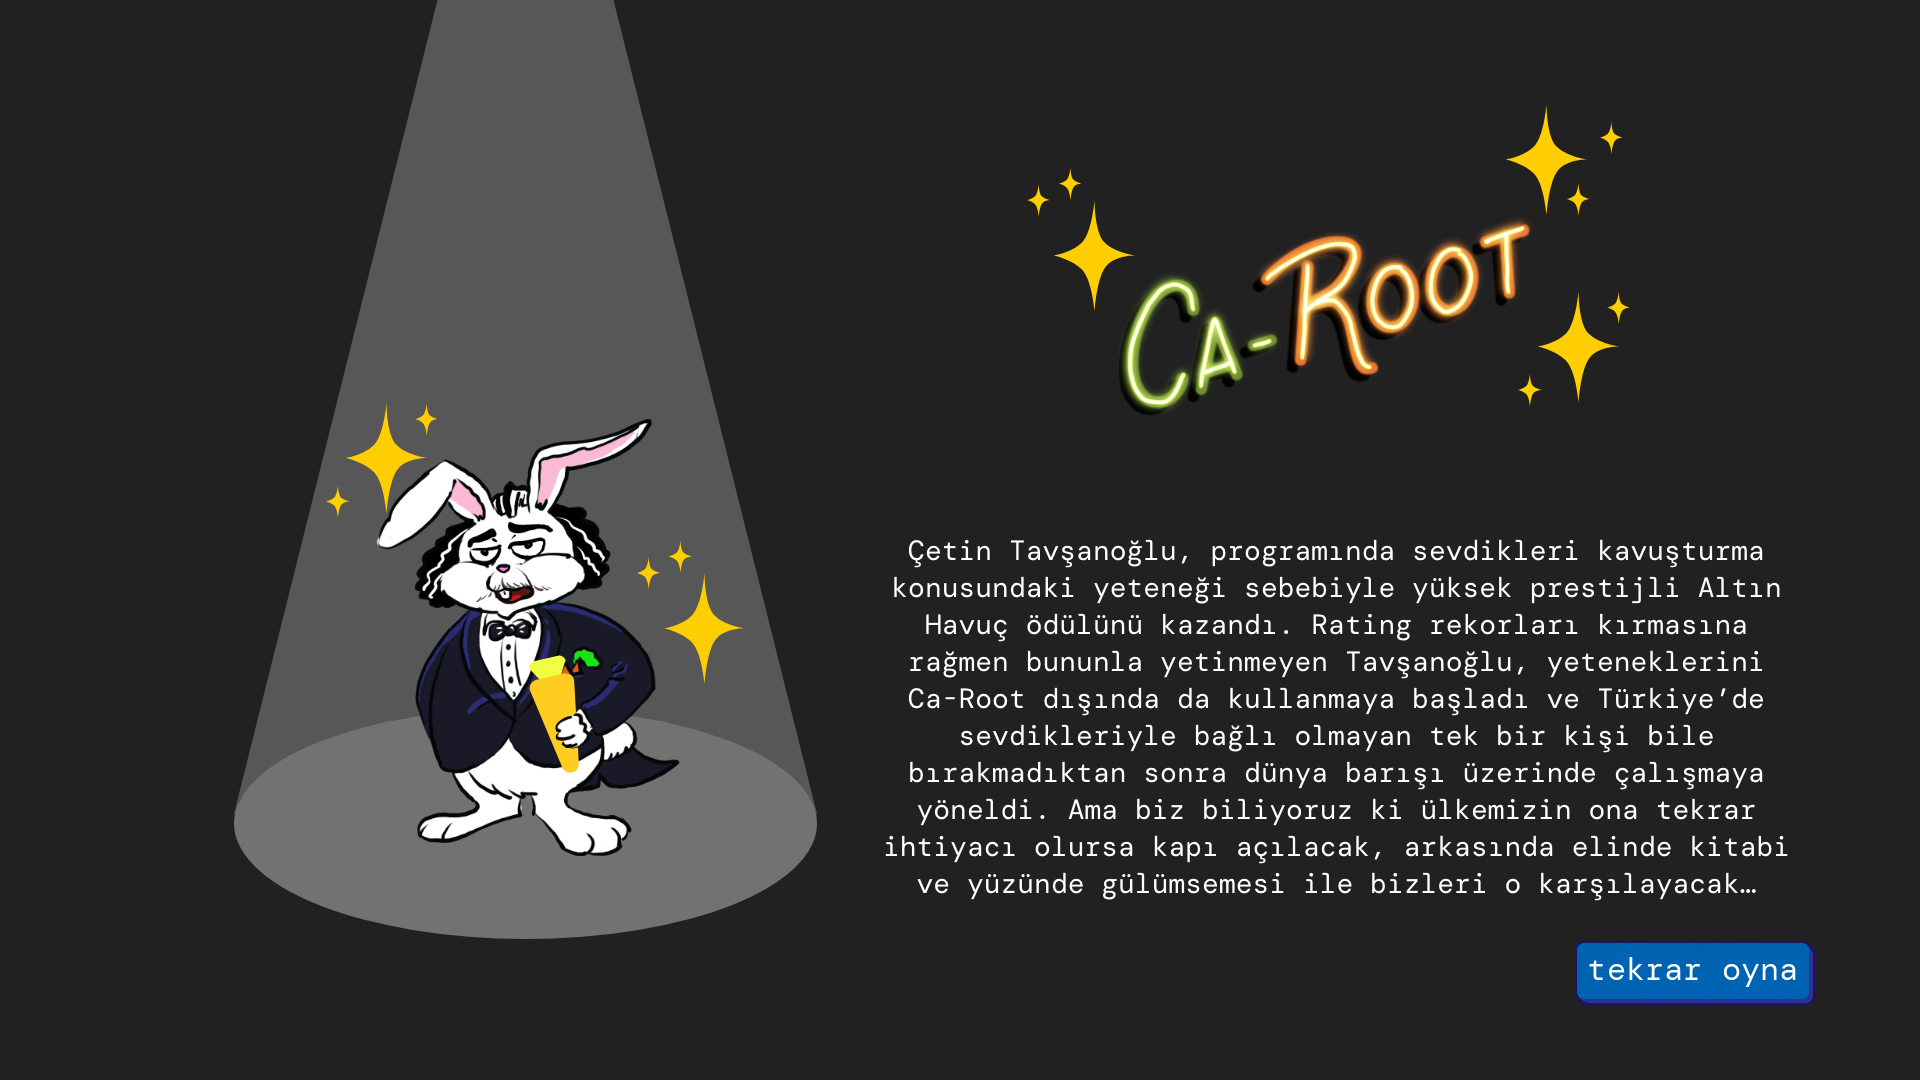 CA-ROOT
Çetin Tavşanoğlu, programında sevdikleri kavuşturma
konusundaki yeteneği sebebiyle yüksek prestijli Altın
Havuç ödülünü kazandı. Rating rekorları kırmasına
rağmen bununla yetinmeyen Tavşanoğlu, yeteneklerini
Ca-Root dışında da kullanmaya başladı ve Türkiye’de
sevdikleriyle bağlı olmayan tek bir kişi bile
bırakmadıktan sonra dünya barışı üzerinde çalışmaya
yöneldi. Ama biz biliyoruz ki ülkemizin ona tekrar
ihtiyacı olursa kapı açılacak, arkasında elinde kitabi
ve yüzünde gülümsemesi ile bizleri o karşılayacak…
tekrar oyna